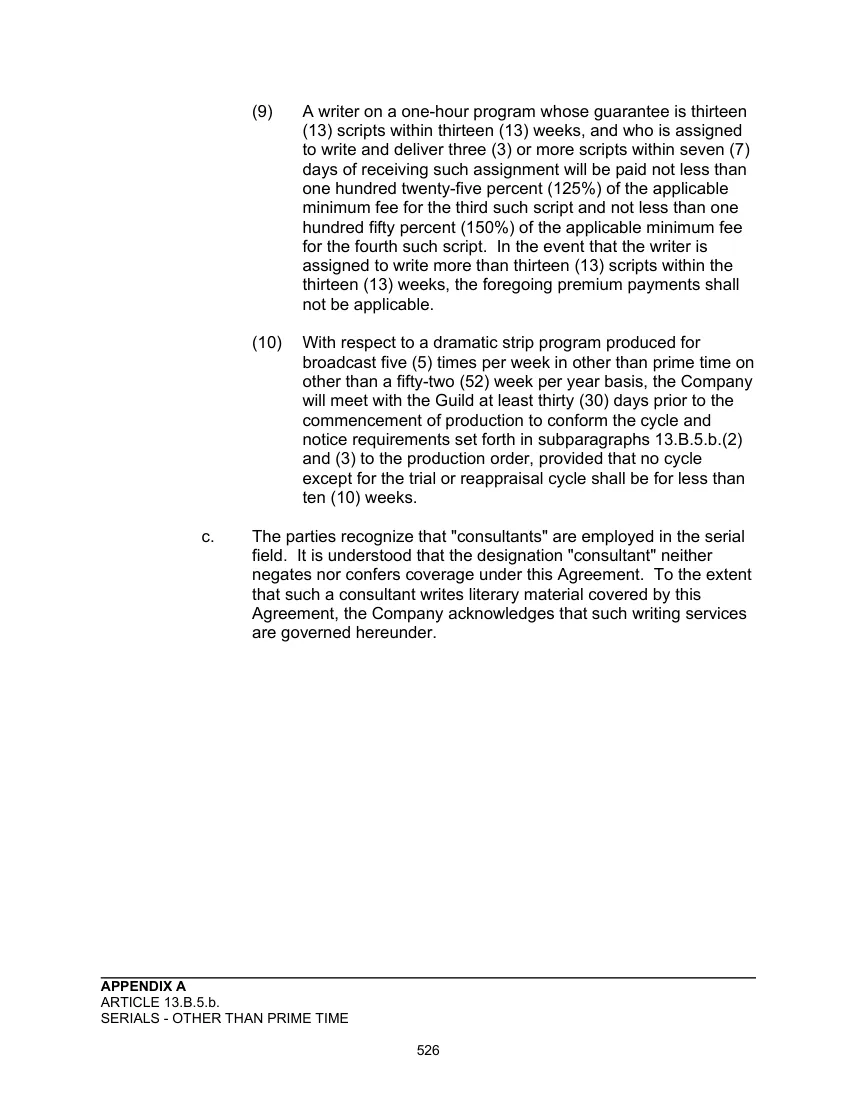 (9) A writer on a one-hour program whose guarantee is thirteen
(13) scripts within thirteen (13) weeks, and who is assigned
to write and deliver three (3) or more scripts within seven (7)
days of receiving such assignment will be paid not less than
one hundred twenty-five percent (125%) of the applicable
minimum fee for the third such script and not less than one
hundred fifty percent (150%) of the applicable minimum fee
for the fourth such script.  In the event that the writer is
assigned to write more than thirteen (13) scripts within the
thirteen (13) weeks, the foregoing premium payments shall
not be applicable.
(10) With respect to a dramatic strip program produced for
broadcast five (5) times per week in other than prime time on
other than a fifty-two (52) week per year basis, the Company
will meet with the Guild at least thirty (30) days prior to the
commencement of production to conform the cycle and
notice requirements set forth in subparagraphs 13.B.5.b.(2)
and (3) to the production order, provided that no cycle
except for the trial or reappraisal cycle shall be for less than
ten (10) weeks.
c. The parties recognize that "consultants" are employed in the serial
field.  It is understood that the designation "consultant" neither
negates nor confers coverage under this Agreement.  To the extent
that such a consultant writes literary material covered by this
Agreement, the Company acknowledges that such writing services
are governed hereunder.
APPENDIX A
ARTICLE 13.B.5.b.
SERIALS - OTHER THAN PRIME TIME
526